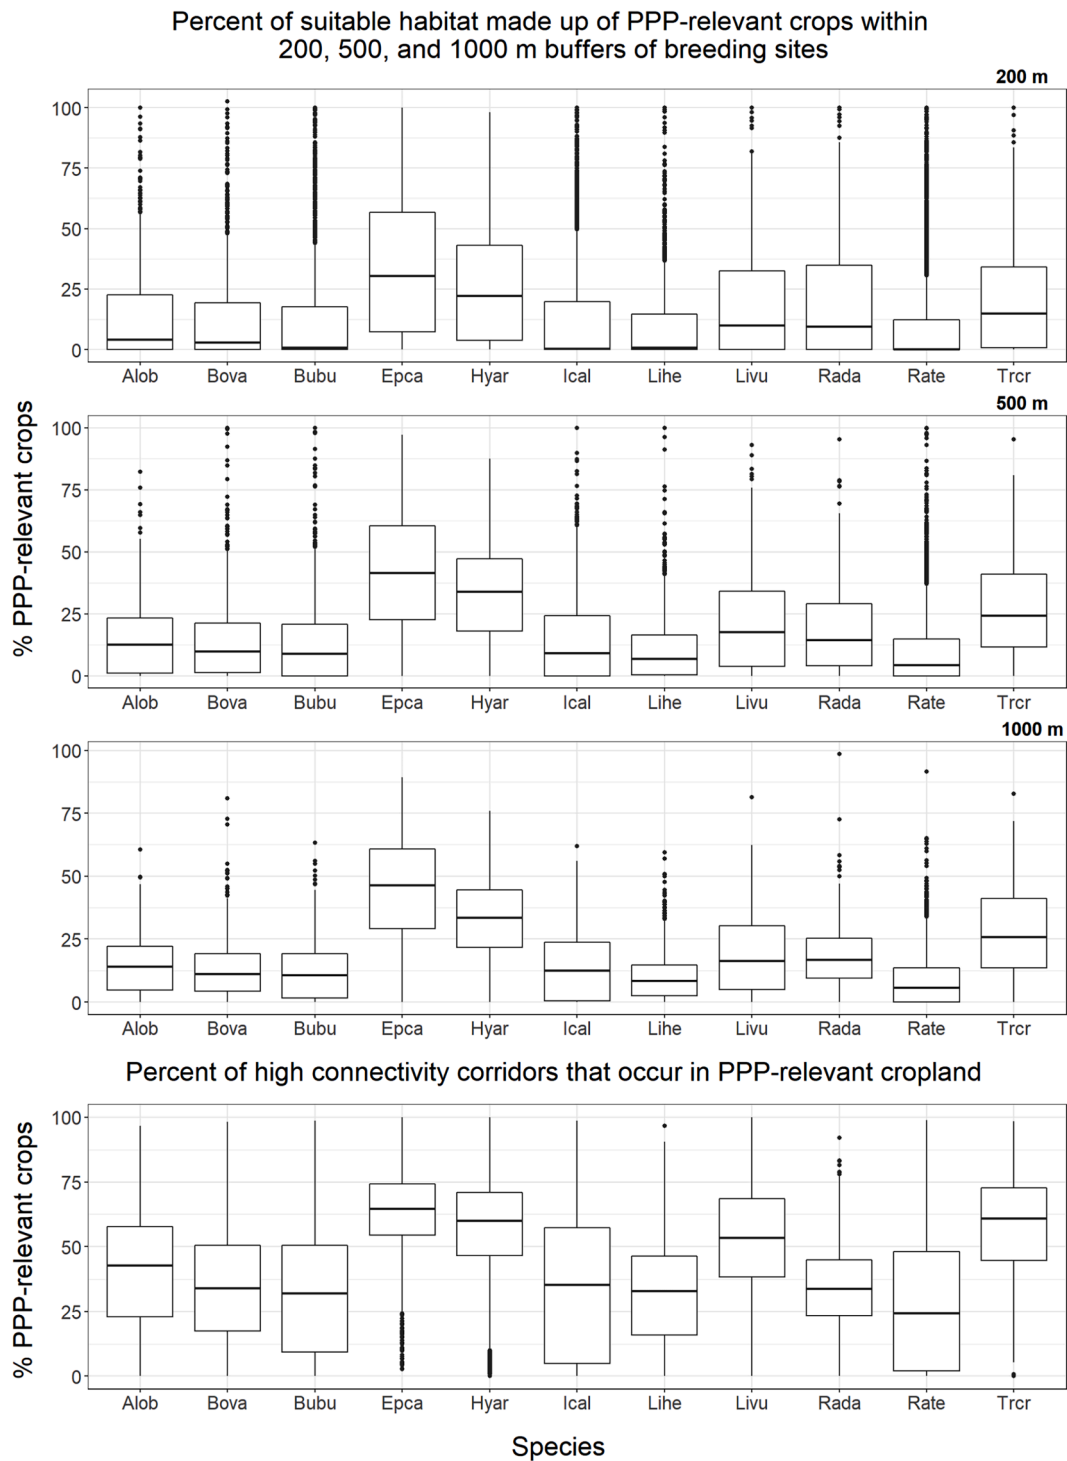 Percent of suitable habitat made up of PPP-relevant crops within
200, 500, and 1000 m buffers of breeding sites
200 m
100
75
50
25
0
Alob Bova Bubu Epca Hyar Ical Lihe Livu Rada Rate Trcr
500 m
% PPP-relevant crops
100
75
50
25
0
Alob Bova Bubu Epca Hyar Ical Lihe Livu Rada Rate Trcr
1000 m
100
75
50
25
0
Alob Bova Bubu Epca Hyar Ical Lihe Livu Rada Rate Trcr
Percent of high connectivity corridors that occur in PPP-relevant cropland
% PPP-relevant crops
100
75
50
25
0
Alob Bova Bubu Epca Hyar Ical Lihe Livu Rada Rate Trcr
Species